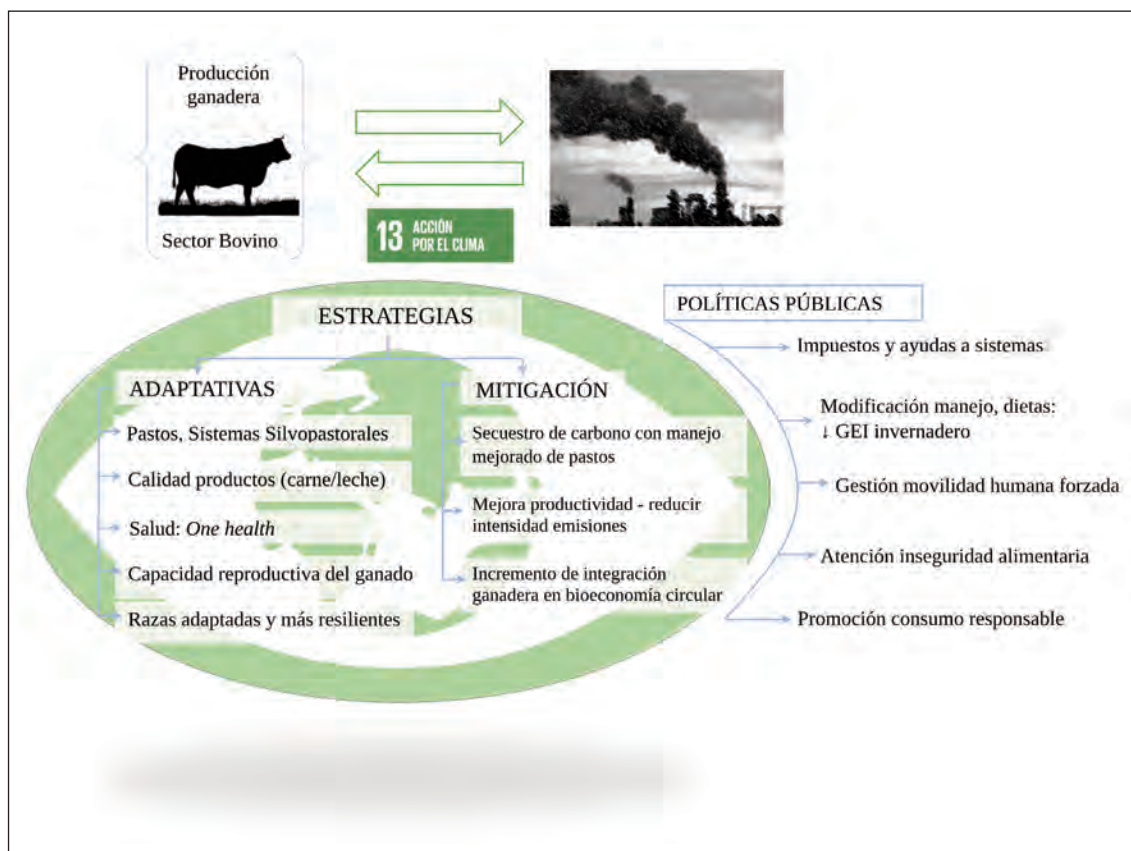 Producción
ganadera
Sector Bovino
13 ACCIÓN
POR EL CLIMA
ESTRATEGIAS
ADAPTATIVAS
Pastos, Sistemas Silvopastorales
Calidad productos (carne/leche)
Salud: One health
Capacidad reproductiva del ganado
Razas adaptadas y más resilientes
MITIGACIÓN
Secuestro de carbono con manejo
mejorado de pastos
Mejora productividad - reducir
intensidad emisiones
Incremento de integración
ganadera en bioeconomía circular
POLÍTICAS PÚBLICAS
Impuestos y ayudas a sistemas
Modificación manejo, dietas:
↓ GEI invernadero
Gestión movilidad humana forzada
Atención inseguridad alimentaria
Promoción consumo responsable